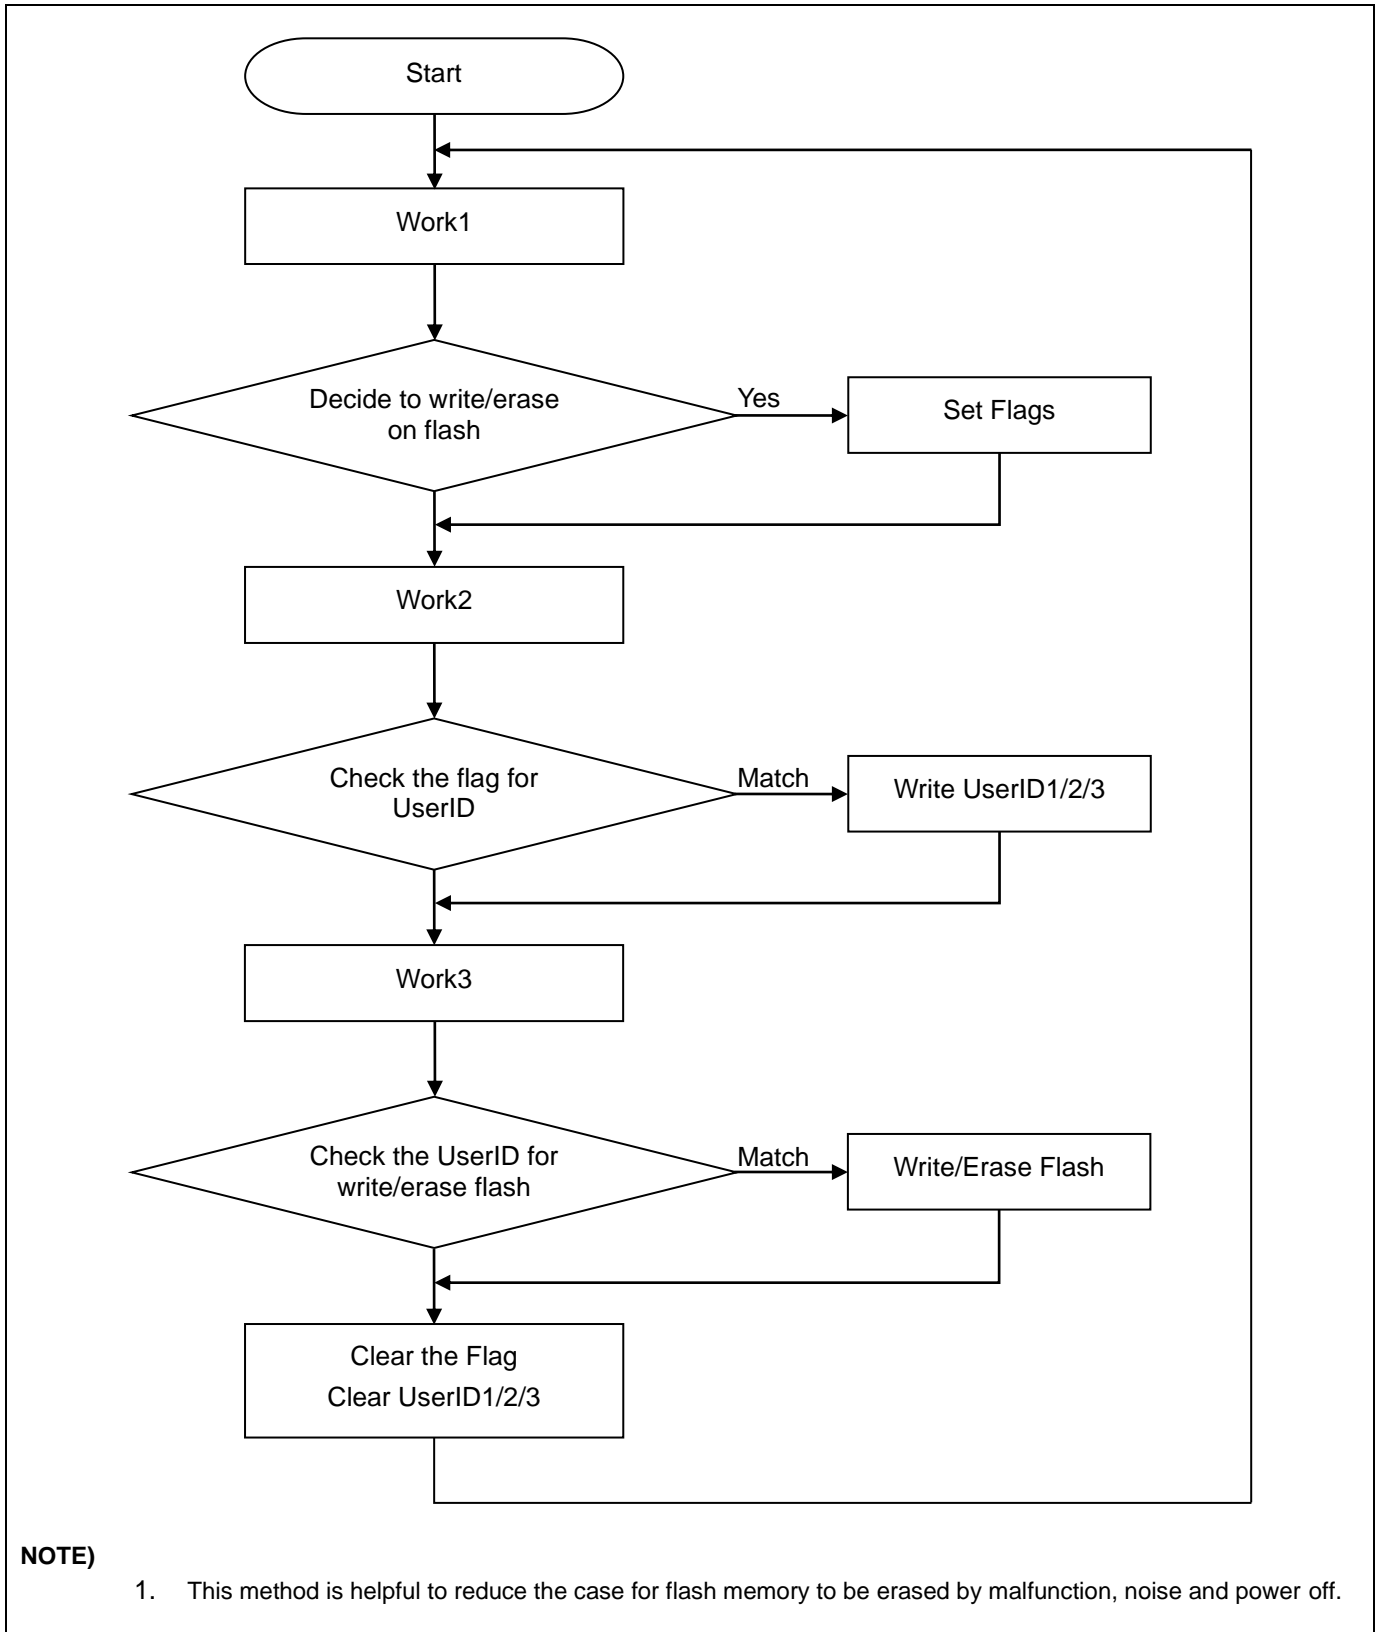 Start
Work1
Decide to write/erase
on flash
Yes
Set Flags
Work2
Check the flag for
UserID
Match
Write UserID1/2/3
Work3
Check the UserID for
write/erase flash
Match
Write/Erase Flash
Clear the Flag
Clear UserID1/2/3
NOTE)
1. This method is helpful to reduce the case for flash memory to be erased by malfunction, noise and power off.